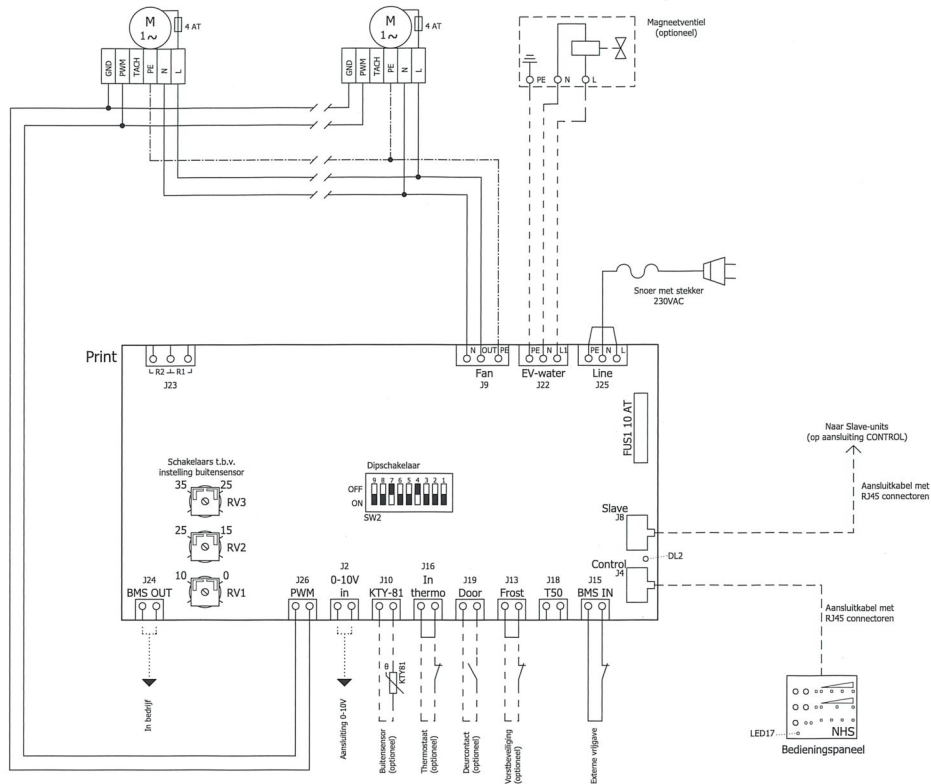 M
1~
4 AT
GND
PWM
TACH
PE
N
L
M
1~
4 AT
GND
PWM
TACH
PE
N
L
Magneetventiel
(optioneel)
PE
N
L
Snoer met stekker
230VAC
Print
R2
R1
J23
N
OUT
PE
Fan
J9
PE
N
L1
EV-water
J22
PE
N
L
Line
J25
FUS1 10 AT
Naar Slave-units
(op aansluiting CONTROL)
Aansluitkabel met
RJ45 connectoren
Schakelaars t.b.v.
instelling buitensensor
35
25
RV3
25
15
RV2
10
0
RV1
Dipschakelaar
9 8 7 6 5 4 3 2 1
OFF
ON
SW2
Slave
J8
DL2
Control
J4
J24
BMS OUT
J26
PWM
J2
0-10V
in
J10
KTY-81
J16
In
thermo
J19
Door
J13
Frost
J18
T50
J15
BMS IN
Aansluitkabel met
RJ45 connectoren
In bedrijf
Aansluiting 0-10V
θ
KTY81
Buitensensor
(optioneel)
Thermostaat
(optioneel)
Deurcontact
(optioneel)
Vorstbeveiliging
(optioneel)
Externe vrijgave
LED17
NHS
Bedieningspaneel